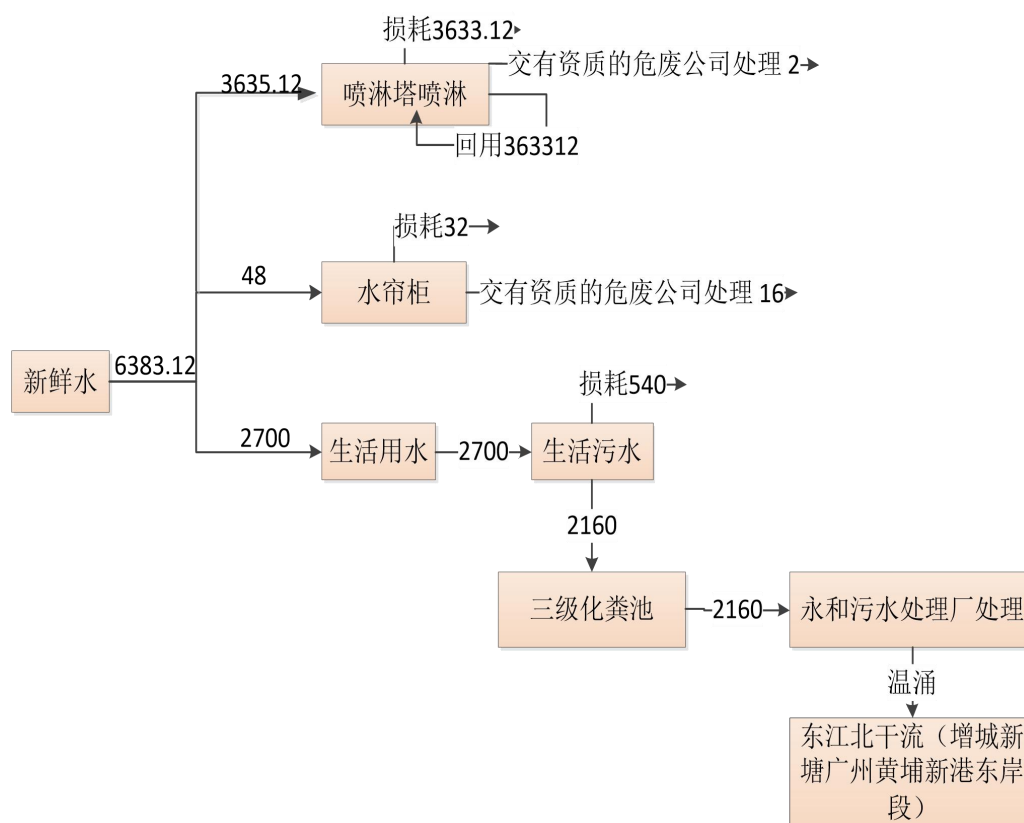 损耗3633.12
交有资质的危废公司处理 2
3635.12
喷淋塔喷淋
回用363312
损耗32
48
水帘柜
交有资质的危废公司处理 16
6383.12
新鲜水
损耗540
2700
生活用水
2700
生活污水
2160
三级化粪池
2160
永和污水处理厂处理
温涌
东江北干流（增城新
塘广州黄埔新港东岸
段）